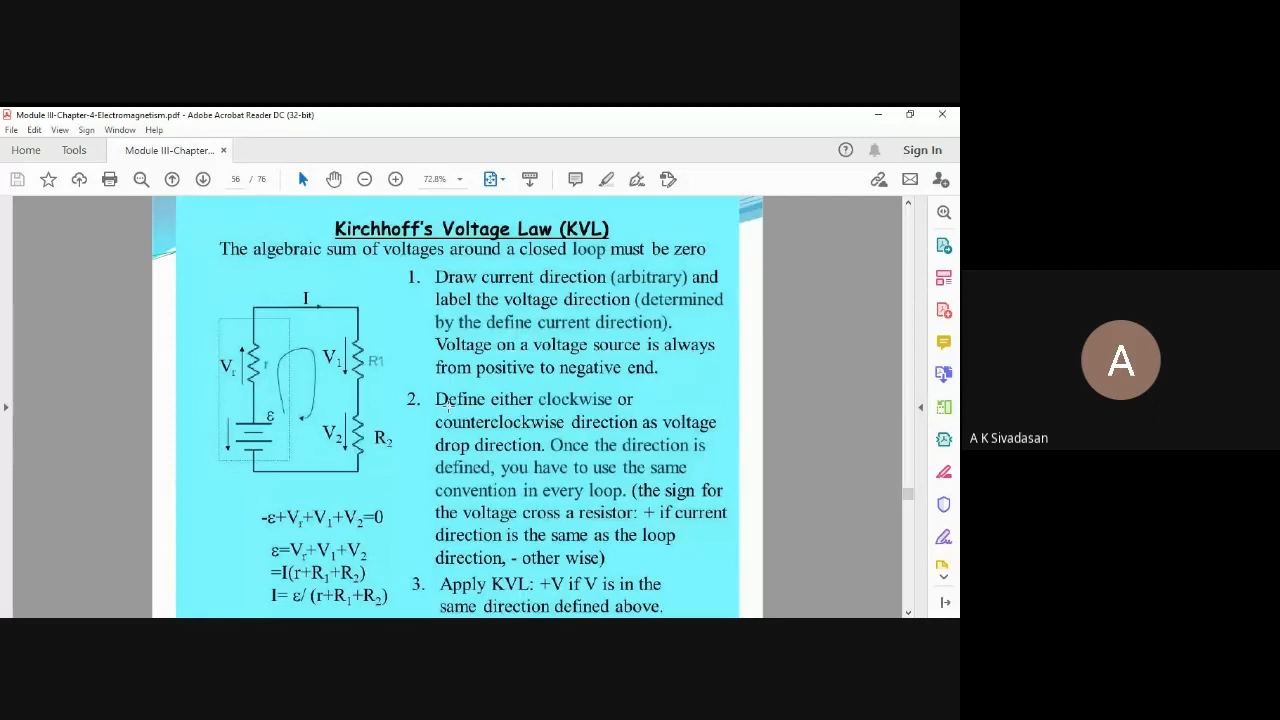 Module III-Chapter-4-Electromagnetism.pdf - Adobe Acrobat Reader DC (32-bit)
File Edit View Sign Window Help
Home Tools Module III-Chapter... × Sign In
56 / 76 72.8%
Kirchhoff's Voltage Law (KVL)
The algebraic sum of voltages around a closed loop must be zero
1. Draw current direction (arbitrary) and
label the voltage direction (determined
by the define current direction).
Voltage on a voltage source is always
from positive to negative end.
2. Define either clockwise or
counterclockwise direction as voltage
drop direction. Once the direction is
defined, you have to use the same
convention in every loop. (the sign for
the voltage cross a resistor: + if current
direction is the same as the loop
direction, - other wise)
3. Apply KVL: +V if V is in the
same direction defined above.
I
Vr r V1 R1
ε
V2 R2
-ε+Vr+V1+V2=0
ε=Vr+V1+V2
=I(r+R1+R2)
I= ε/ (r+R1+R2)
A
A K Sivadasan